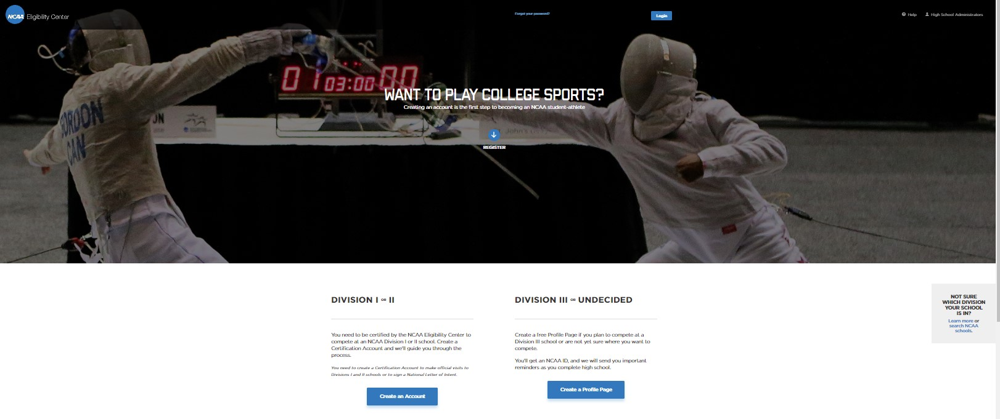 NCAA Eligibility Center
Forgot your password?
Login
Help
High School Administrators
01 03:00 00
GORDON
CAN
WANT TO PLAY COLLEGE SPORTS?
Creating an account is the first step to becoming an NCAA student-athlete
REGISTER
DIVISION I OR II
You need to be certified by the NCAA Eligibility Center to
compete at an NCAA Division I or II school. Create a
Certification Account and we'll guide you through the
process.
You need to create a Certification Account to make official visits to
Divisions I and II schools or to sign a National Letter of Intent.
Create an Account
DIVISION III OR UNDECIDED
Create a free Profile Page if you plan to compete at a
Division III school or are not yet sure where you want to
compete.
You'll get an NCAA ID, and we will send you important
reminders as you complete high school.
Create a Profile Page
NOT SURE
WHICH DIVISION
YOUR SCHOOL
IS IN?
Learn more or
search NCAA
schools.